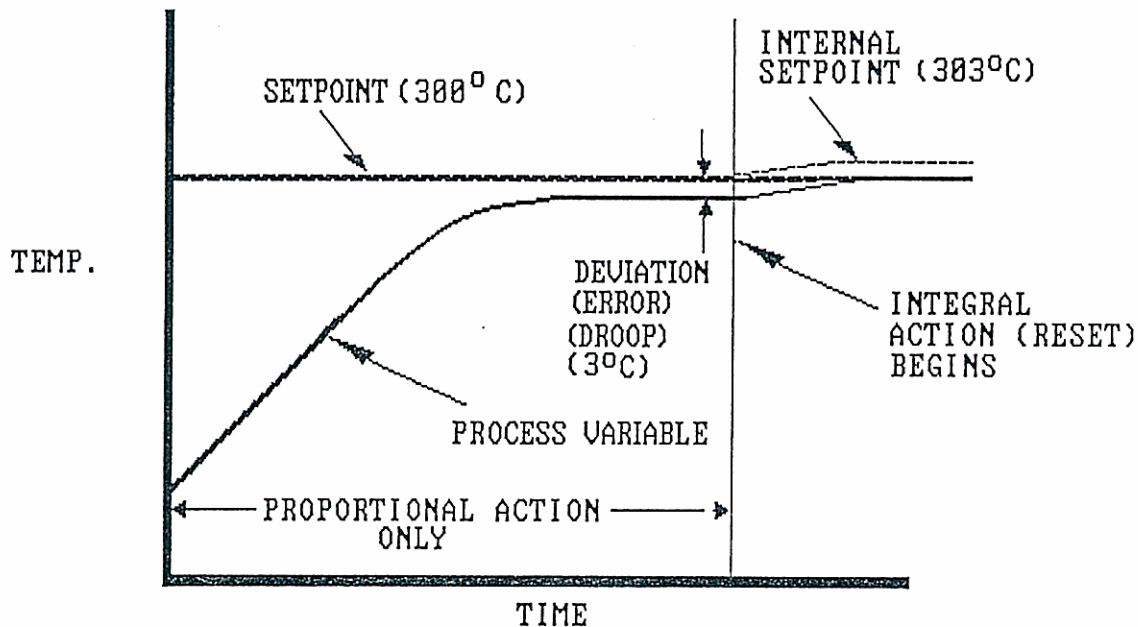 INTERNAL
SETPOINT (303°C)
SETPOINT (300° C)
TEMP.
DEVIATION
(ERROR)
(DROOP)
(3°C)
INTEGRAL
ACTION (RESET)
BEGINS
PROCESS VARIABLE
PROPORTIONAL ACTION
ONLY
TIME